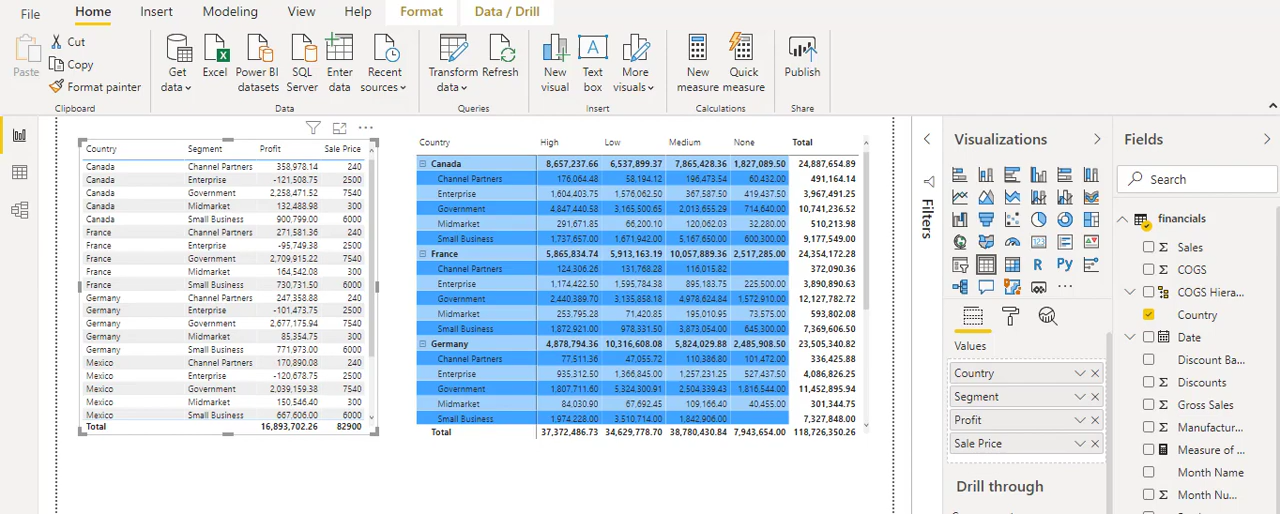 File Home Insert Modeling View Help Format Data / Drill
Paste Cut Copy Format painter
Get data Excel Power BI datasets SQL Server Enter data Recent sources
Transform data Refresh
New visual Text box More visuals
New measure Quick measure
Publish
Clipboard Data Queries Insert Calculations Share
Country Segment Profit Sale Price
Canada Channel Partners 358,978.14 240
Canada Enterprise -121,508.75 2500
Canada Government 2,258,471.52 7540
Canada Midmarket 132,488.98 300
Canada Small Business 900,799.00 6000
France Channel Partners 271,581.25 240
France Enterprise -95,749.38 2500
France Government 2,709,915.22 7540
France Midmarket 164,542.08 300
France Small Business 730,731.50 6000
Germany Channel Partners 247,358.88 240
Germany Enterprise -101,473.75 2500
Germany Government 2,677,175.94 7540
Germany Midmarket 85,354.75 300
Germany Small Business 771,973.00 6000
Mexico Channel Partners 170,890.08 240
Mexico Enterprise -120,678.75 2500
Mexico Government 2,039,159.38 7540
Mexico Midmarket 150,546.40 300
Mexico Small Business 667,606.00 6000
Total 16,893,702.26 82900
Country High Low Medium None Total
Canada 8,657,237.66 6,537,899.37 7,865,428.36 1,827,089.50 24,887,654.89
Channel Partners 176,064.48 58,194.12 196,473.54 60,432.00 491,164.14
Enterprise 1,604,403.75 1,576,062.50 367,587.50 419,437.50 3,967,491.25
Government 4,847,440.58 3,165,500.65 2,013,655.29 714,640.00 10,741,236.52
Midmarket 291,671.85 66,200.10 120,062.03 32,280.00 510,213.98
Small Business 1,737,657.00 1,671,942.00 5,167,650.00 600,300.00 9,177,549.00
France 5,865,834.74 5,913,163.19 10,057,889.36 2,517,285.00 24,354,172.28
Channel Partners 124,306.26 131,768.28 116,015.82 372,090.36
Enterprise 1,174,422.50 1,595,784.38 895,183.75 225,500.00 3,890,890.63
Government 2,440,389.70 3,135,858.18 4,978,624.84 1,572,910.00 12,127,782.72
Midmarket 253,795.28 71,420.85 195,010.95 73,575.00 593,802.08
Small Business 1,872,921.00 978,331.50 3,873,054.00 645,300.00 7,369,606.50
Germany 4,878,794.36 10,316,608.08 5,824,029.88 2,485,908.50 23,505,340.82
Channel Partners 77,511.36 47,055.72 110,386.80 101,472.00 336,425.88
Enterprise 935,312.50 1,366,845.00 1,257,231.25 527,437.50 4,086,826.25
Government 1,807,711.60 5,324,300.91 2,504,339.43 1,816,544.00 11,452,895.94
Midmarket 84,030.90 67,692.45 109,166.40 40,455.00 301,344.75
Small Business 1,974,228.00 3,510,714.00 1,842,906.00 7,327,848.00
Total 37,372,486.73 34,629,778.70 38,780,430.84 7,943,654.00 118,726,350.26
Filters
Visualizations
R Py
Values
Country
Segment
Profit
Sale Price
Drill through
Fields
Search
financials
Sales
COGS
COGS Hiera...
Country
Date
Discount Ba...
Discounts
Gross Sales
Manufactur...
Measure of ...
Month Name
Month Nu...